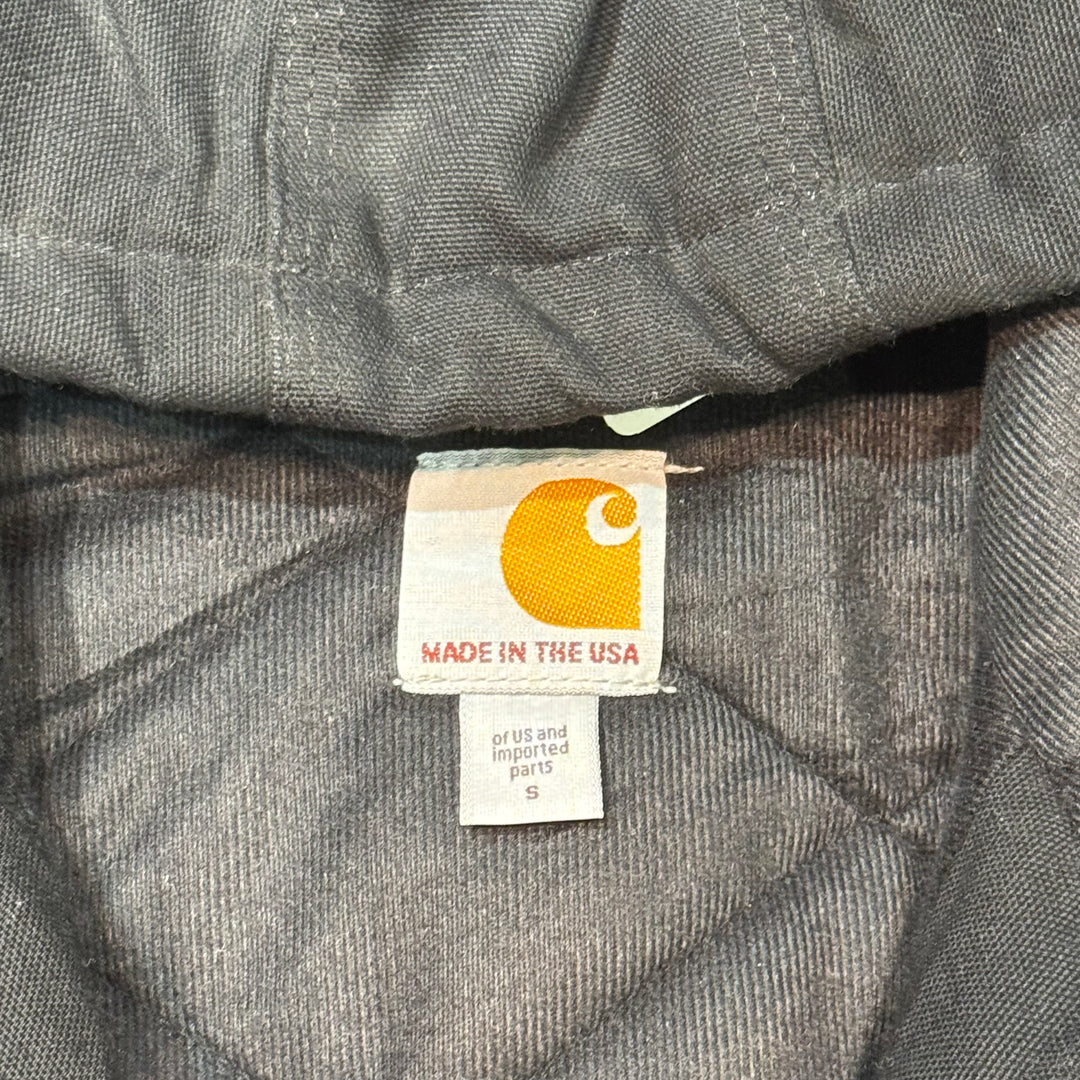 MADE IN THE USA
of US and
imported
parts
S